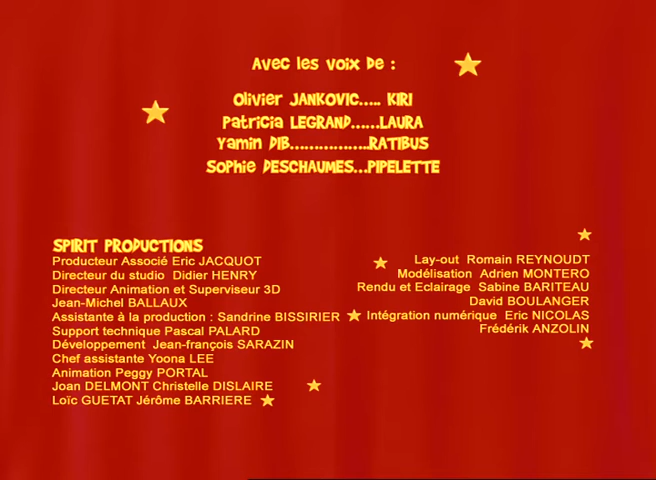 Avec les voix de :
Olivier JANKOVIC..... KIRI
Patricia LEGRAND......LAURA
Yamin DIB.................RATIBUS
Sophie DESCHAUMES...PIPELETTE
SPIRIT PRODUCTIONS
Producteur Associé Eric JACQUOT
Directeur du studio Didier HENRY
Directeur Animation et Superviseur 3D
Jean-Michel BALLAUX
Assistante à la production : Sandrine BISSIRIER
Support technique Pascal PALARD
Développement Jean-françois SARAZIN
Chef assistante Yoona LEE
Animation Peggy PORTAL
Joan DELMONT Christelle DISLAIRE
Loïc GUETAT Jérôme BARRIERE
Lay-out Romain REYNOUDT
Modélisation Adrien MONTERO
Rendu et Eclairage Sabine BARITEAU
David BOULANGER
Intégration numérique Eric NICOLAS
Frédérik ANZOLIN